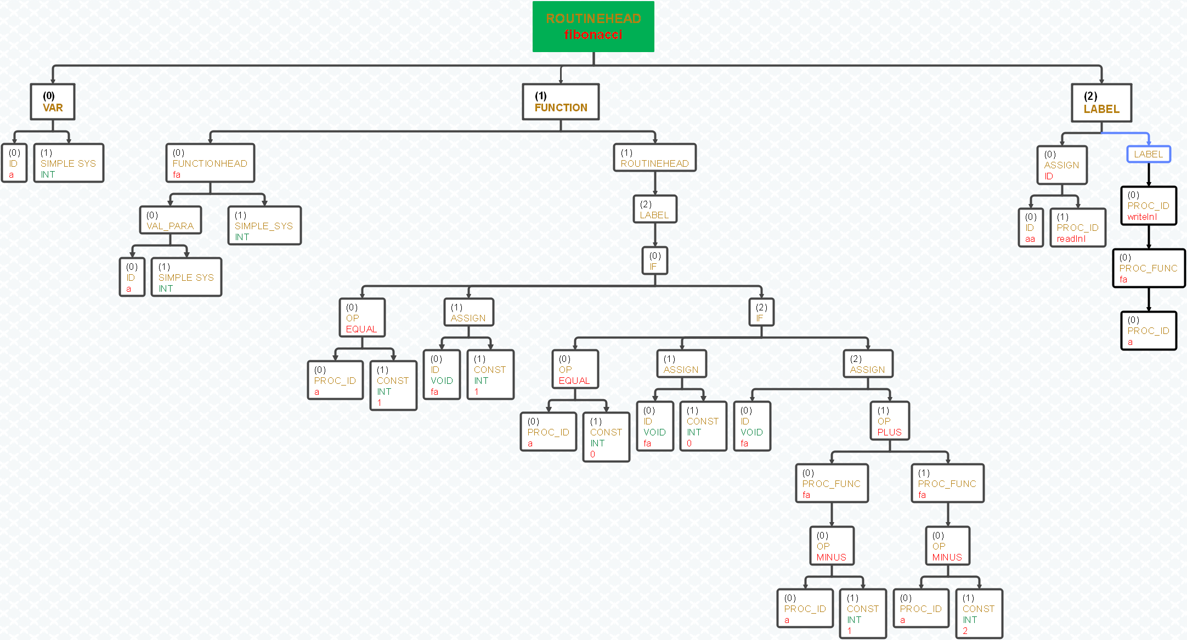 ROUTINEHEAD
fibonacci
(0)
VAR
(1)
FUNCTION
(2)
LABEL
(0)
ID
a
(1)
SIMPLE SYS
INT
(0)
FUNCTIONHEAD
fa
(1)
ROUTINEHEAD
(0)
ASSIGN
ID
LABEL
(0)
VAL_PARA
(1)
SIMPLE_SYS
INT
(2)
LABEL
(0)
ID
aa
(1)
PROC_ID
readinl
(0)
PROC_ID
writelnl
(0)
ID
a
(1)
SIMPLE SYS
INT
(0)
IF
(0)
PROC_FUNC
fa
(0)
OP
EQUAL
(1)
ASSIGN
(2)
IF
(0)
PROC_ID
a
(0)
PROC_ID
a
(1)
CONST
INT
1
(0)
ID
VOID
fa
(1)
CONST
INT
1
(0)
OP
EQUAL
(1)
ASSIGN
(2)
ASSIGN
(0)
PROC_ID
a
(1)
CONST
INT
0
(0)
ID
VOID
fa
(1)
CONST
INT
0
(0)
ID
VOID
fa
(1)
OP
PLUS
(0)
PROC_FUNC
fa
(1)
PROC_FUNC
fa
(0)
OP
MINUS
(0)
OP
MINUS
(0)
PROC_ID
a
(1)
CONST
INT
1
(0)
PROC_ID
a
(1)
CONST
INT
2